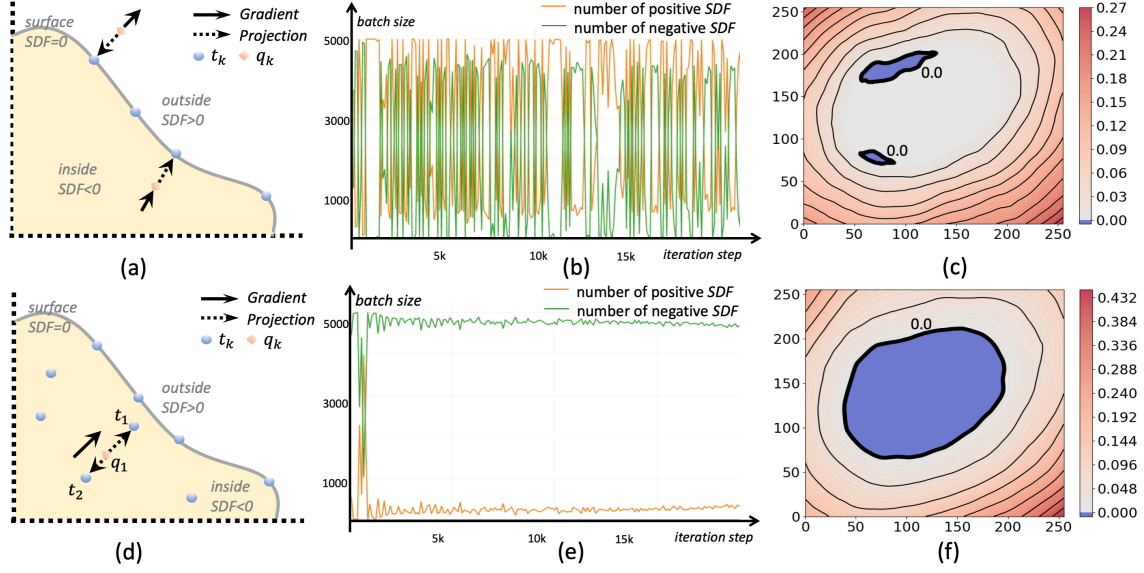 surface
SDF=0
Gradient
Projection
t_k q_k
outside
SDF>0
inside
SDF<0
(a)
batch size
number of positive SDF
number of negative SDF
5000
3000
1000
5k 10k 15k iteration step
(b)
250
200
150
100
50
0
0 50 100 150 200 250
0.0
0.0
0.27
0.24
0.21
0.18
0.15
0.12
0.09
0.06
0.03
0.00
(c)
surface
SDF=0
Gradient
Projection
t_k q_k
outside
SDF>0
t_1
q_1
t_2
inside
SDF<0
(d)
batch size
number of positive SDF
number of negative SDF
5000
3000
1000
5k 10k 15k iteration step
(e)
250
200
150
100
50
0
0 50 100 150 200 250
0.0
0.432
0.384
0.336
0.288
0.240
0.192
0.144
0.096
0.048
0.000
(f)